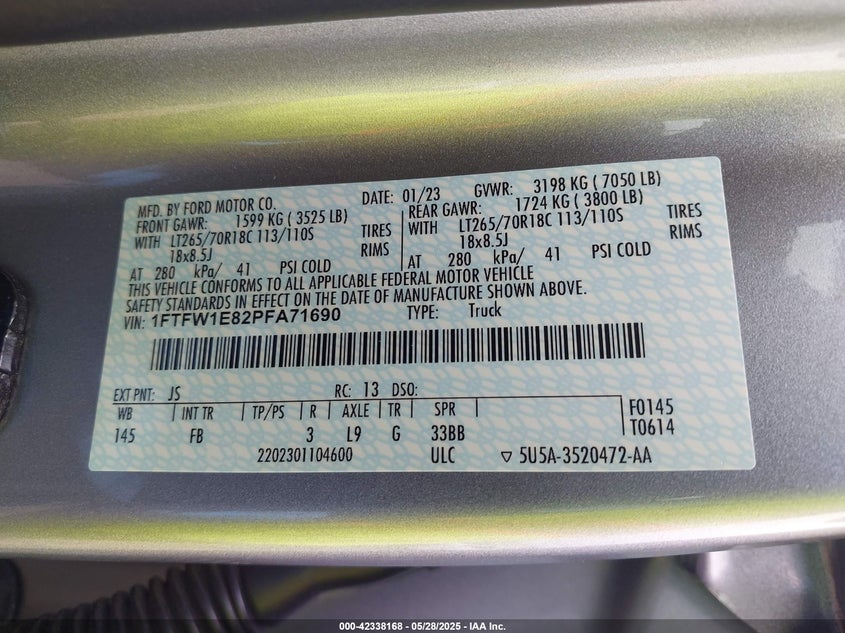 MFD. BY FORD MOTOR CO. DATE: 01/23 GVWR: 3198 KG ( 7050 LB)
FRONT GAWR: 1599 KG ( 3525 LB) REAR GAWR: 1724 KG ( 3800 LB)
WITH LT265/70R18C 113/110S TIRES WITH LT265/70R18C 113/110S TIRES
18x8.5J RIMS 18x8.5J RIMS
AT 280 kPa/ 41 PSI COLD AT 280 kPa/ 41 PSI COLD
THIS VEHICLE CONFORMS TO ALL APPLICABLE FEDERAL MOTOR VEHICLE
SAFETY STANDARDS IN EFFECT ON THE DATE OF MANUFACTURE SHOWN ABOVE.
VIN: 1FTFW1E82PFA71690 TYPE: Truck
EXT PNT: JS RC: 13 DSO:
WB INT TR TP/PS R AXLE TR SPR F0145
145 FB 3 L9 G 33BB T0614
2202301104600 ULC ▽ 5U5A-3520472-AA
000-42338168 — 05/28/2025 — IAA Inc.